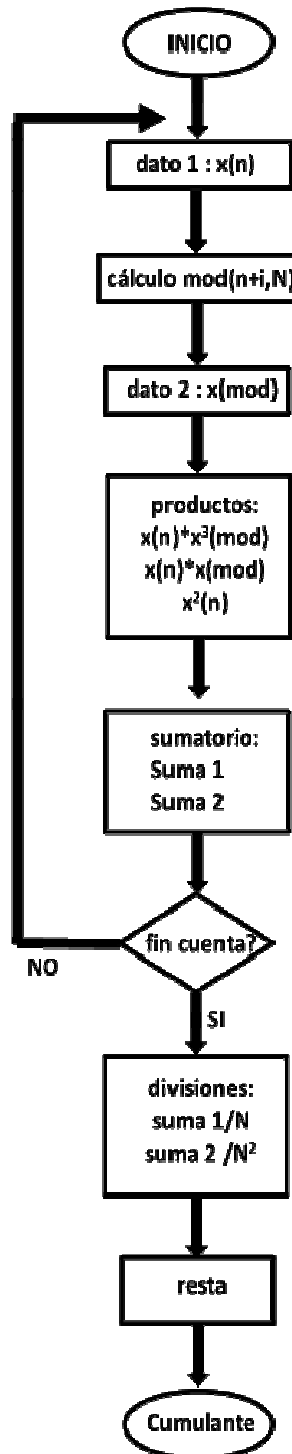 INICIO
dato 1 : x(n)
cálculo mod(n+i,N)
dato 2 : x(mod)
productos:
x(n)*x³(mod)
x(n)*x(mod)
x²(n)
sumatorio:
Suma 1
Suma 2
fin cuenta?
NO
SI
divisiones:
suma 1/N
suma 2 /N²
resta
Cumulante